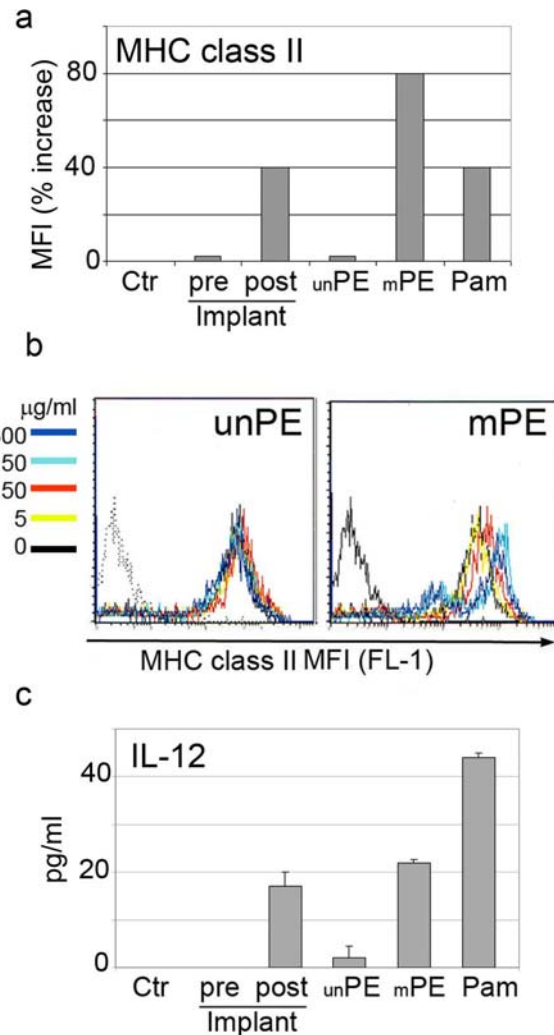 a
MHC class II
MFI (% increase)
80
40
0
Ctr pre post unPE mPE Pam
Implant
b
µg/ml
00
50
50
5
0
unPE
mPE
MHC class II MFI (FL-1)
c
IL-12
pg/ml
40
20
0
Ctr pre post unPE mPE Pam
Implant